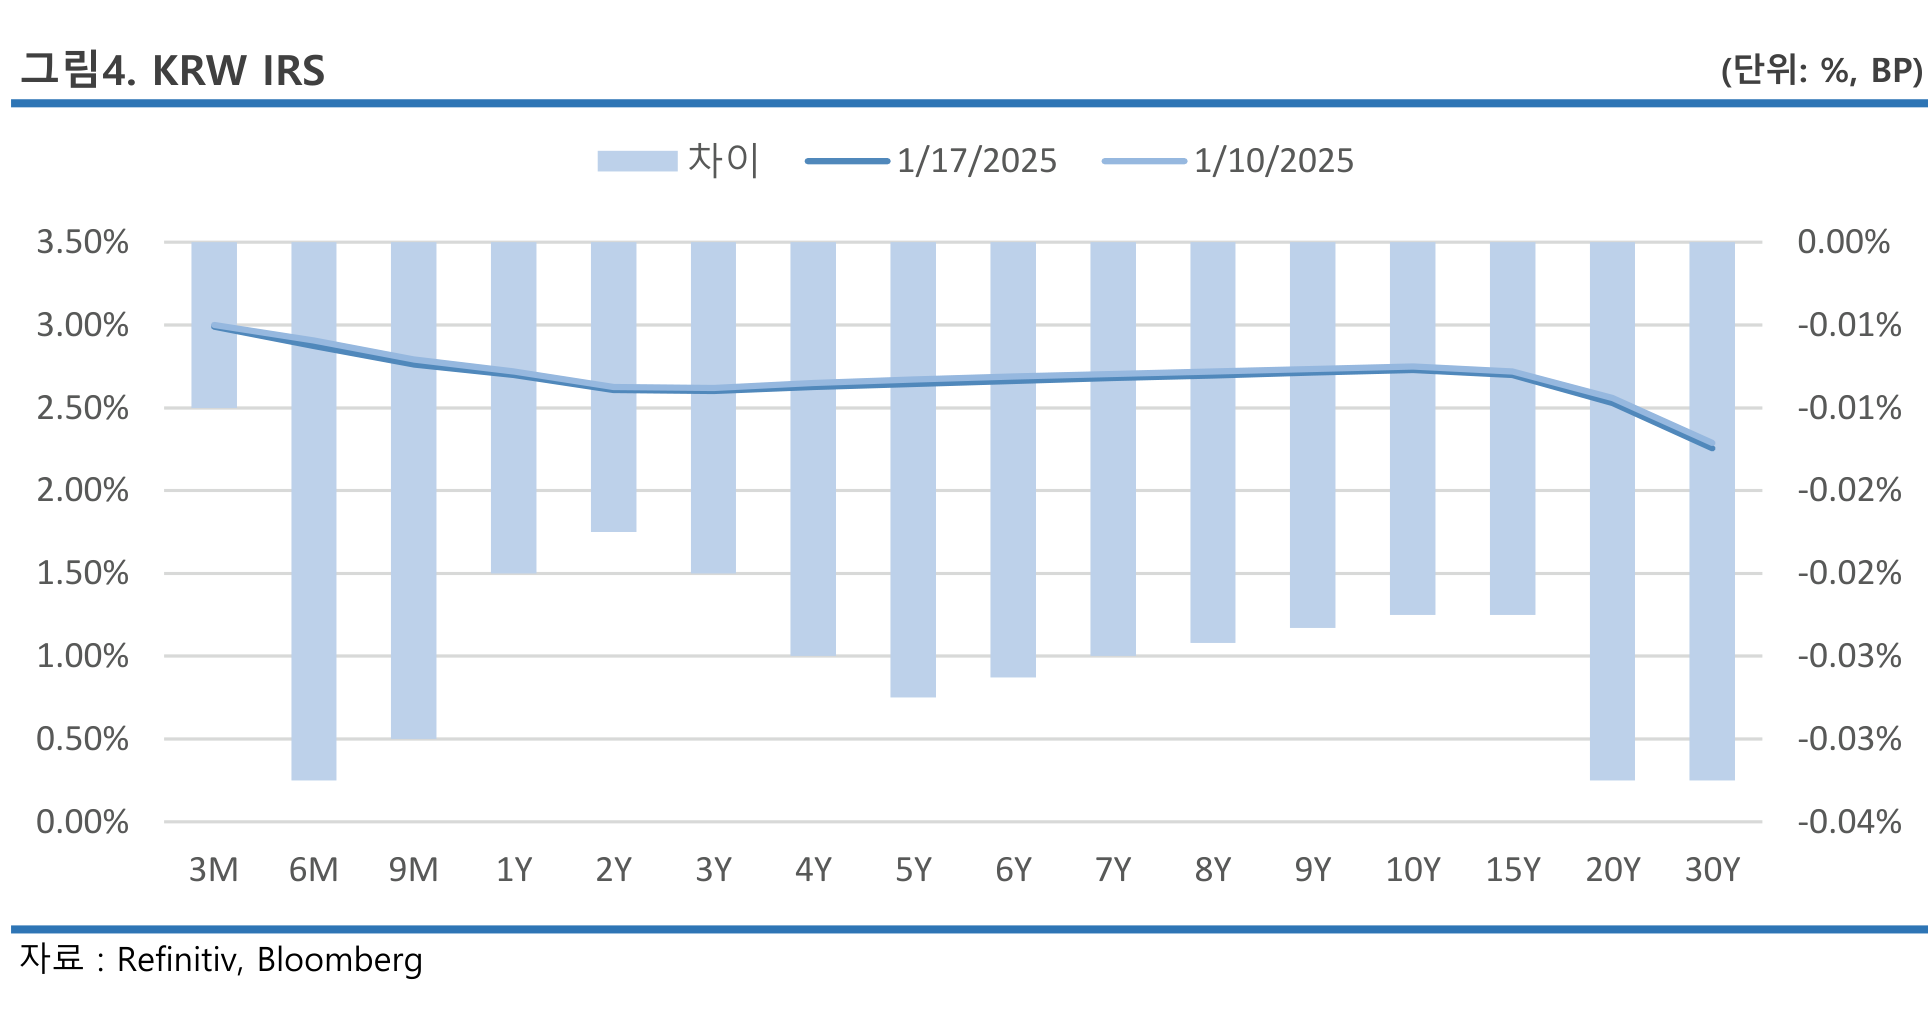 그림4. KRW IRS (단위: %, BP)
차이 1/17/2025 1/10/2025
3.50% 0.00%
3.00% -0.01%
2.50% -0.01%
2.00% -0.02%
1.50% -0.02%
1.00% -0.03%
0.50% -0.03%
0.00% -0.04%
3M 6M 9M 1Y 2Y 3Y 4Y 5Y 6Y 7Y 8Y 9Y 10Y 15Y 20Y 30Y
자료 : Refinitiv, Bloomberg